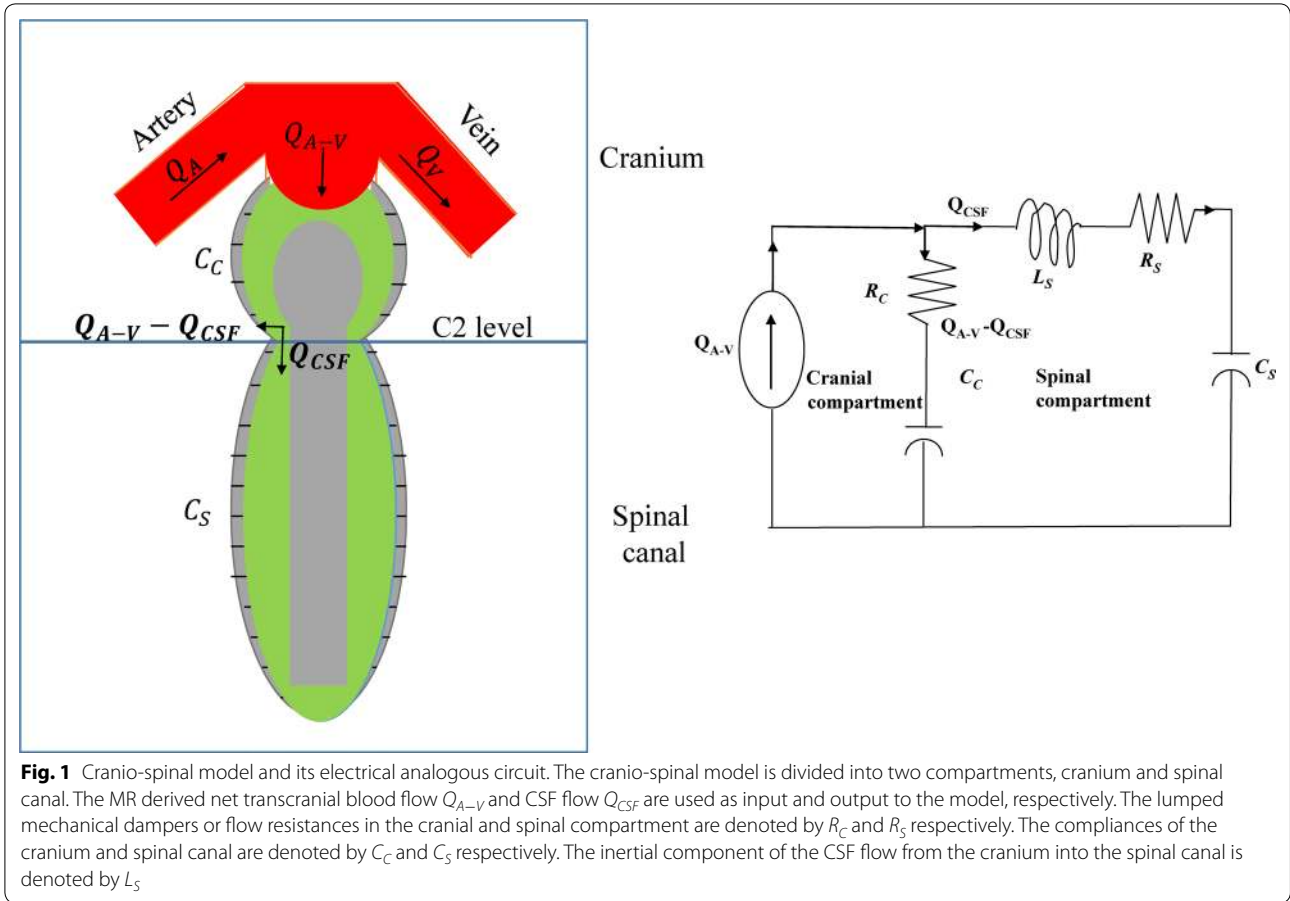 Artery
Vein
Q_A
Q_{A−V}
Q_V
Cranium
C_C
Q_{A−V} − Q_{CSF}
C2 level
Q_{CSF}
C_S
Spinal
canal
Q_{CSF}
L_S
R_S
R_C
Q_{A-V}-Q_{CSF}
Q_{A-V}
Cranial
compartment
C_C
Spinal
compartment
C_S
Fig. 1 Cranio-spinal model and its electrical analogous circuit. The cranio-spinal model is divided into two compartments, cranium and spinal
canal. The MR derived net transcranial blood flow Q_{A−V} and CSF flow Q_{CSF} are used as input and output to the model, respectively. The lumped
mechanical dampers or flow resistances in the cranial and spinal compartment are denoted by R_C and R_S respectively. The compliances of the
cranium and spinal canal are denoted by C_C and C_S respectively. The inertial component of the CSF flow from the cranium into the spinal canal is
denoted by L_S